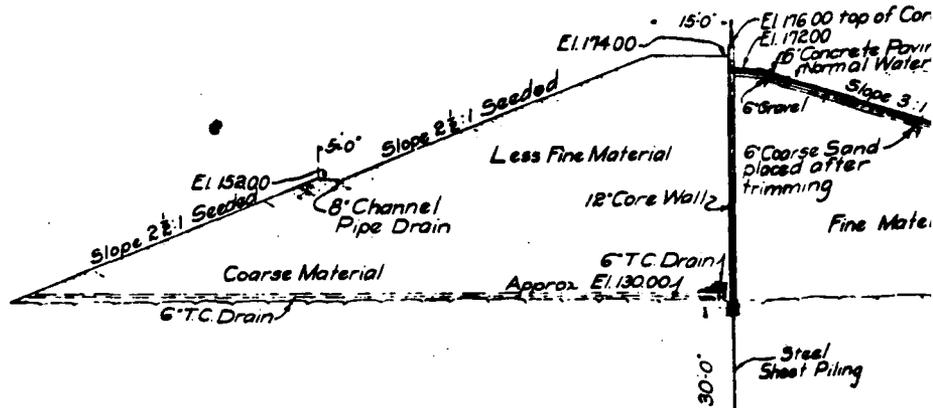 15'-0"
El. 176.00 top of Cor
El. 174.00
El. 172.00
6" Concrete Pavin
Normal Water
Slope 3:1
6" Gravel
Slope 2½:1 Seeded
5'-0"
Less Fine Material
6" Coarse Sand
placed after
trimming
El. 152.00
Slope 2½:1 Seeded
8" Channel
Pipe Drain
12" Core Wall
Fine Mater
Coarse Material
6" T.C. Drain
Approx El. 130.00
6" T.C. Drain
Steel
Sheet Piling
30'-0"